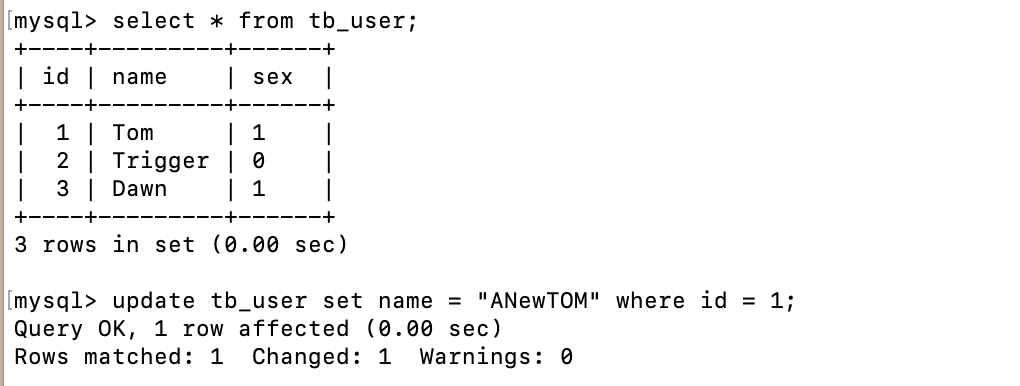 [mysql> select * from tb_user;
+----+---------+------+
| id | name    | sex  |
+----+---------+------+
|  1 | Tom     | 1    |
|  2 | Trigger | 0    |
|  3 | Dawn    | 1    |
+----+---------+------+
3 rows in set (0.00 sec)
[mysql> update tb_user set name = "ANewTOM" where id = 1;
Query OK, 1 row affected (0.00 sec)
Rows matched: 1  Changed: 1  Warnings: 0